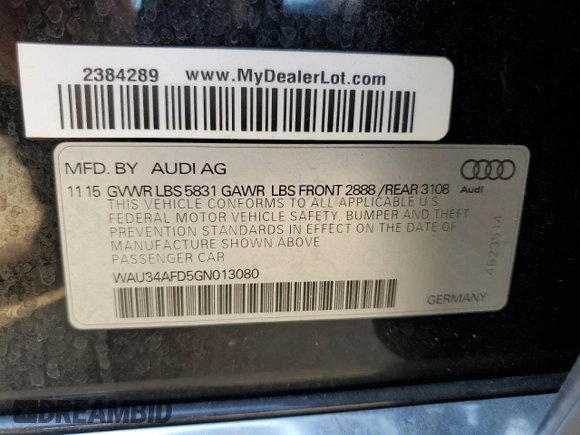 2384289 www.MyDealerLot.com
MFD. BY AUDI AG
11 15 GVWR LBS 5831 GAWR LBS FRONT 2888 /REAR 3108
Audi
THIS VEHICLE CONFORMS TO ALL APPLICABLE U.S
FEDERAL MOTOR VEHICLE SAFETY, BUMPER AND THEFT
PREVENTION STANDARDS IN EFFECT ON THE DATE OF
MANUFACTURE SHOWN ABOVE
PASSENGER CAR
4823514
WAU34AFD5GN013080
GERMANY
DREAMBID